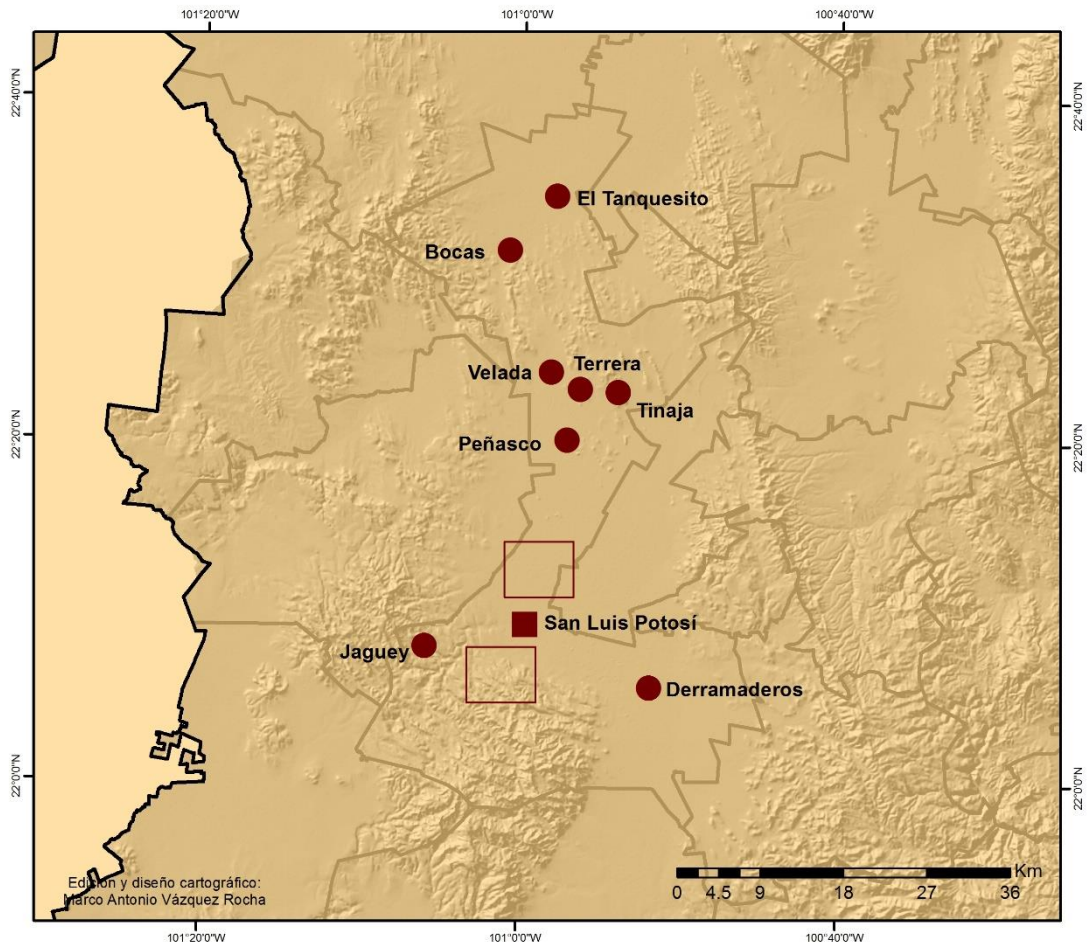 101°20'0"W 101°0'0"W 100°40'0"W
22°40'0"N 22°40'0"N
El Tanquesito
Bocas
Velada Terrera
Tinaja
22°20'0"N 22°20'0"N
Peñasco
San Luis Potosí
Jaguey
Derramaderos
22°0'0"N 22°0'0"N
Km
0 4.5 9 18 27 36
Edición y diseño cartográfico:
Marco Antonio Vázquez Rocha
101°20'0"W 101°0'0"W 100°40'0"W